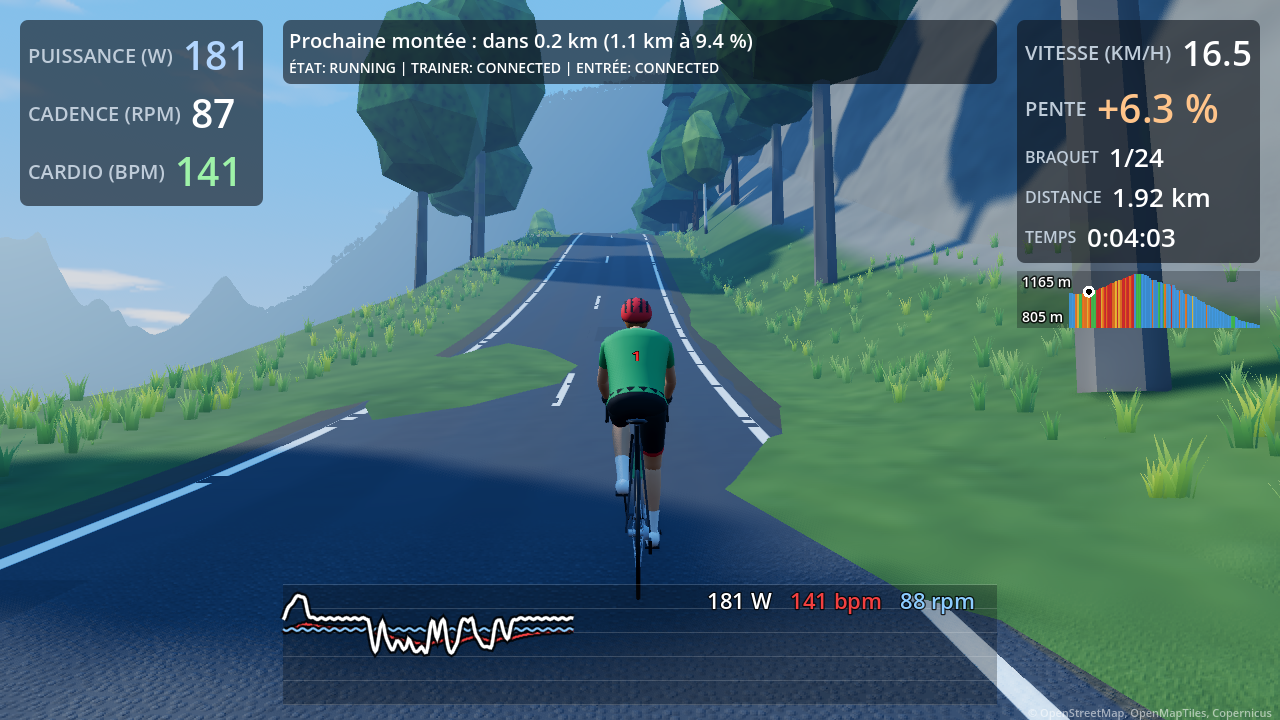 PUISSANCE (W) 181
CADENCE (RPM) 87
CARDIO (BPM) 141
Prochaine montée : dans 0.2 km (1.1 km à 9.4 %)
ÉTAT: RUNNING | TRAINER: CONNECTED | ENTRÉE: CONNECTED
VITESSE (KM/H) 16.5
PENTE +6.3 %
BRAQUET 1/24
DISTANCE 1.92 km
TEMPS 0:04:03
1165 m
805 m
1
181 W 141 bpm 88 rpm
© OpenStreetMap, OpenMapTiles, Copernicus